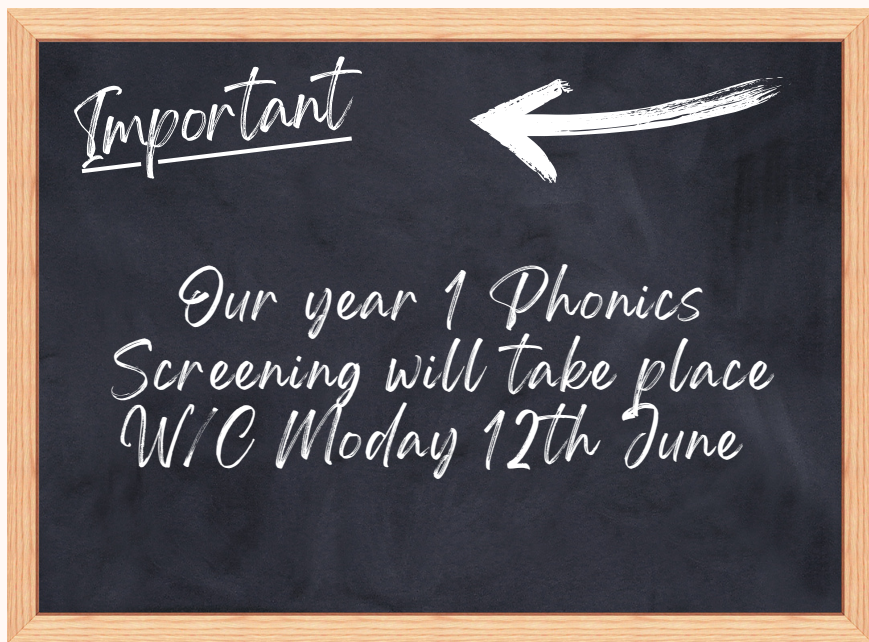 Important
Our year 1 Phonics
Screening will take place
W/C Moday 12th June